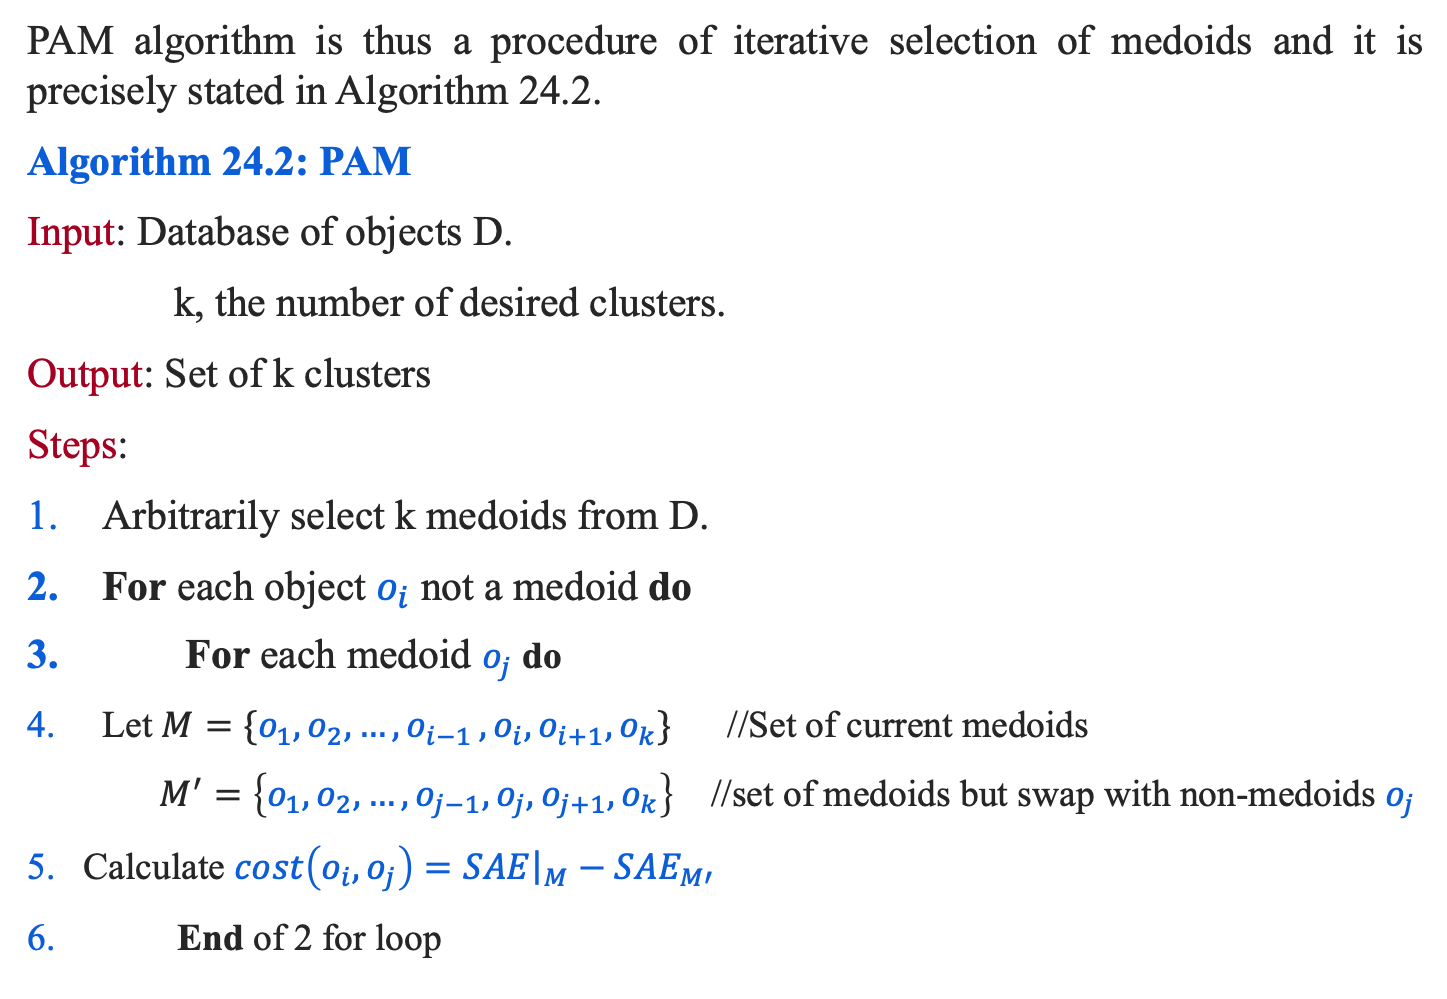 PAM algorithm is thus a procedure of iterative selection of medoids and it is
precisely stated in Algorithm 24.2.
Algorithm 24.2: PAM
Input: Database of objects D.
k, the number of desired clusters.
Output: Set of k clusters
Steps:
1. Arbitrarily select k medoids from D.
2. For each object o_i not a medoid do
3. For each medoid o_j do
4. Let M = {o_1, o_2, …, o_{i−1}, o_i, o_{i+1}, o_k} //Set of current medoids
M′ = {o_1, o_2, …, o_{j−1}, o_j, o_{j+1}, o_k} //set of medoids but swap with non-medoids o_j
5. Calculate cost(o_i, o_j) = SAE|_M − SAE_{M′}
6. End of 2 for loop